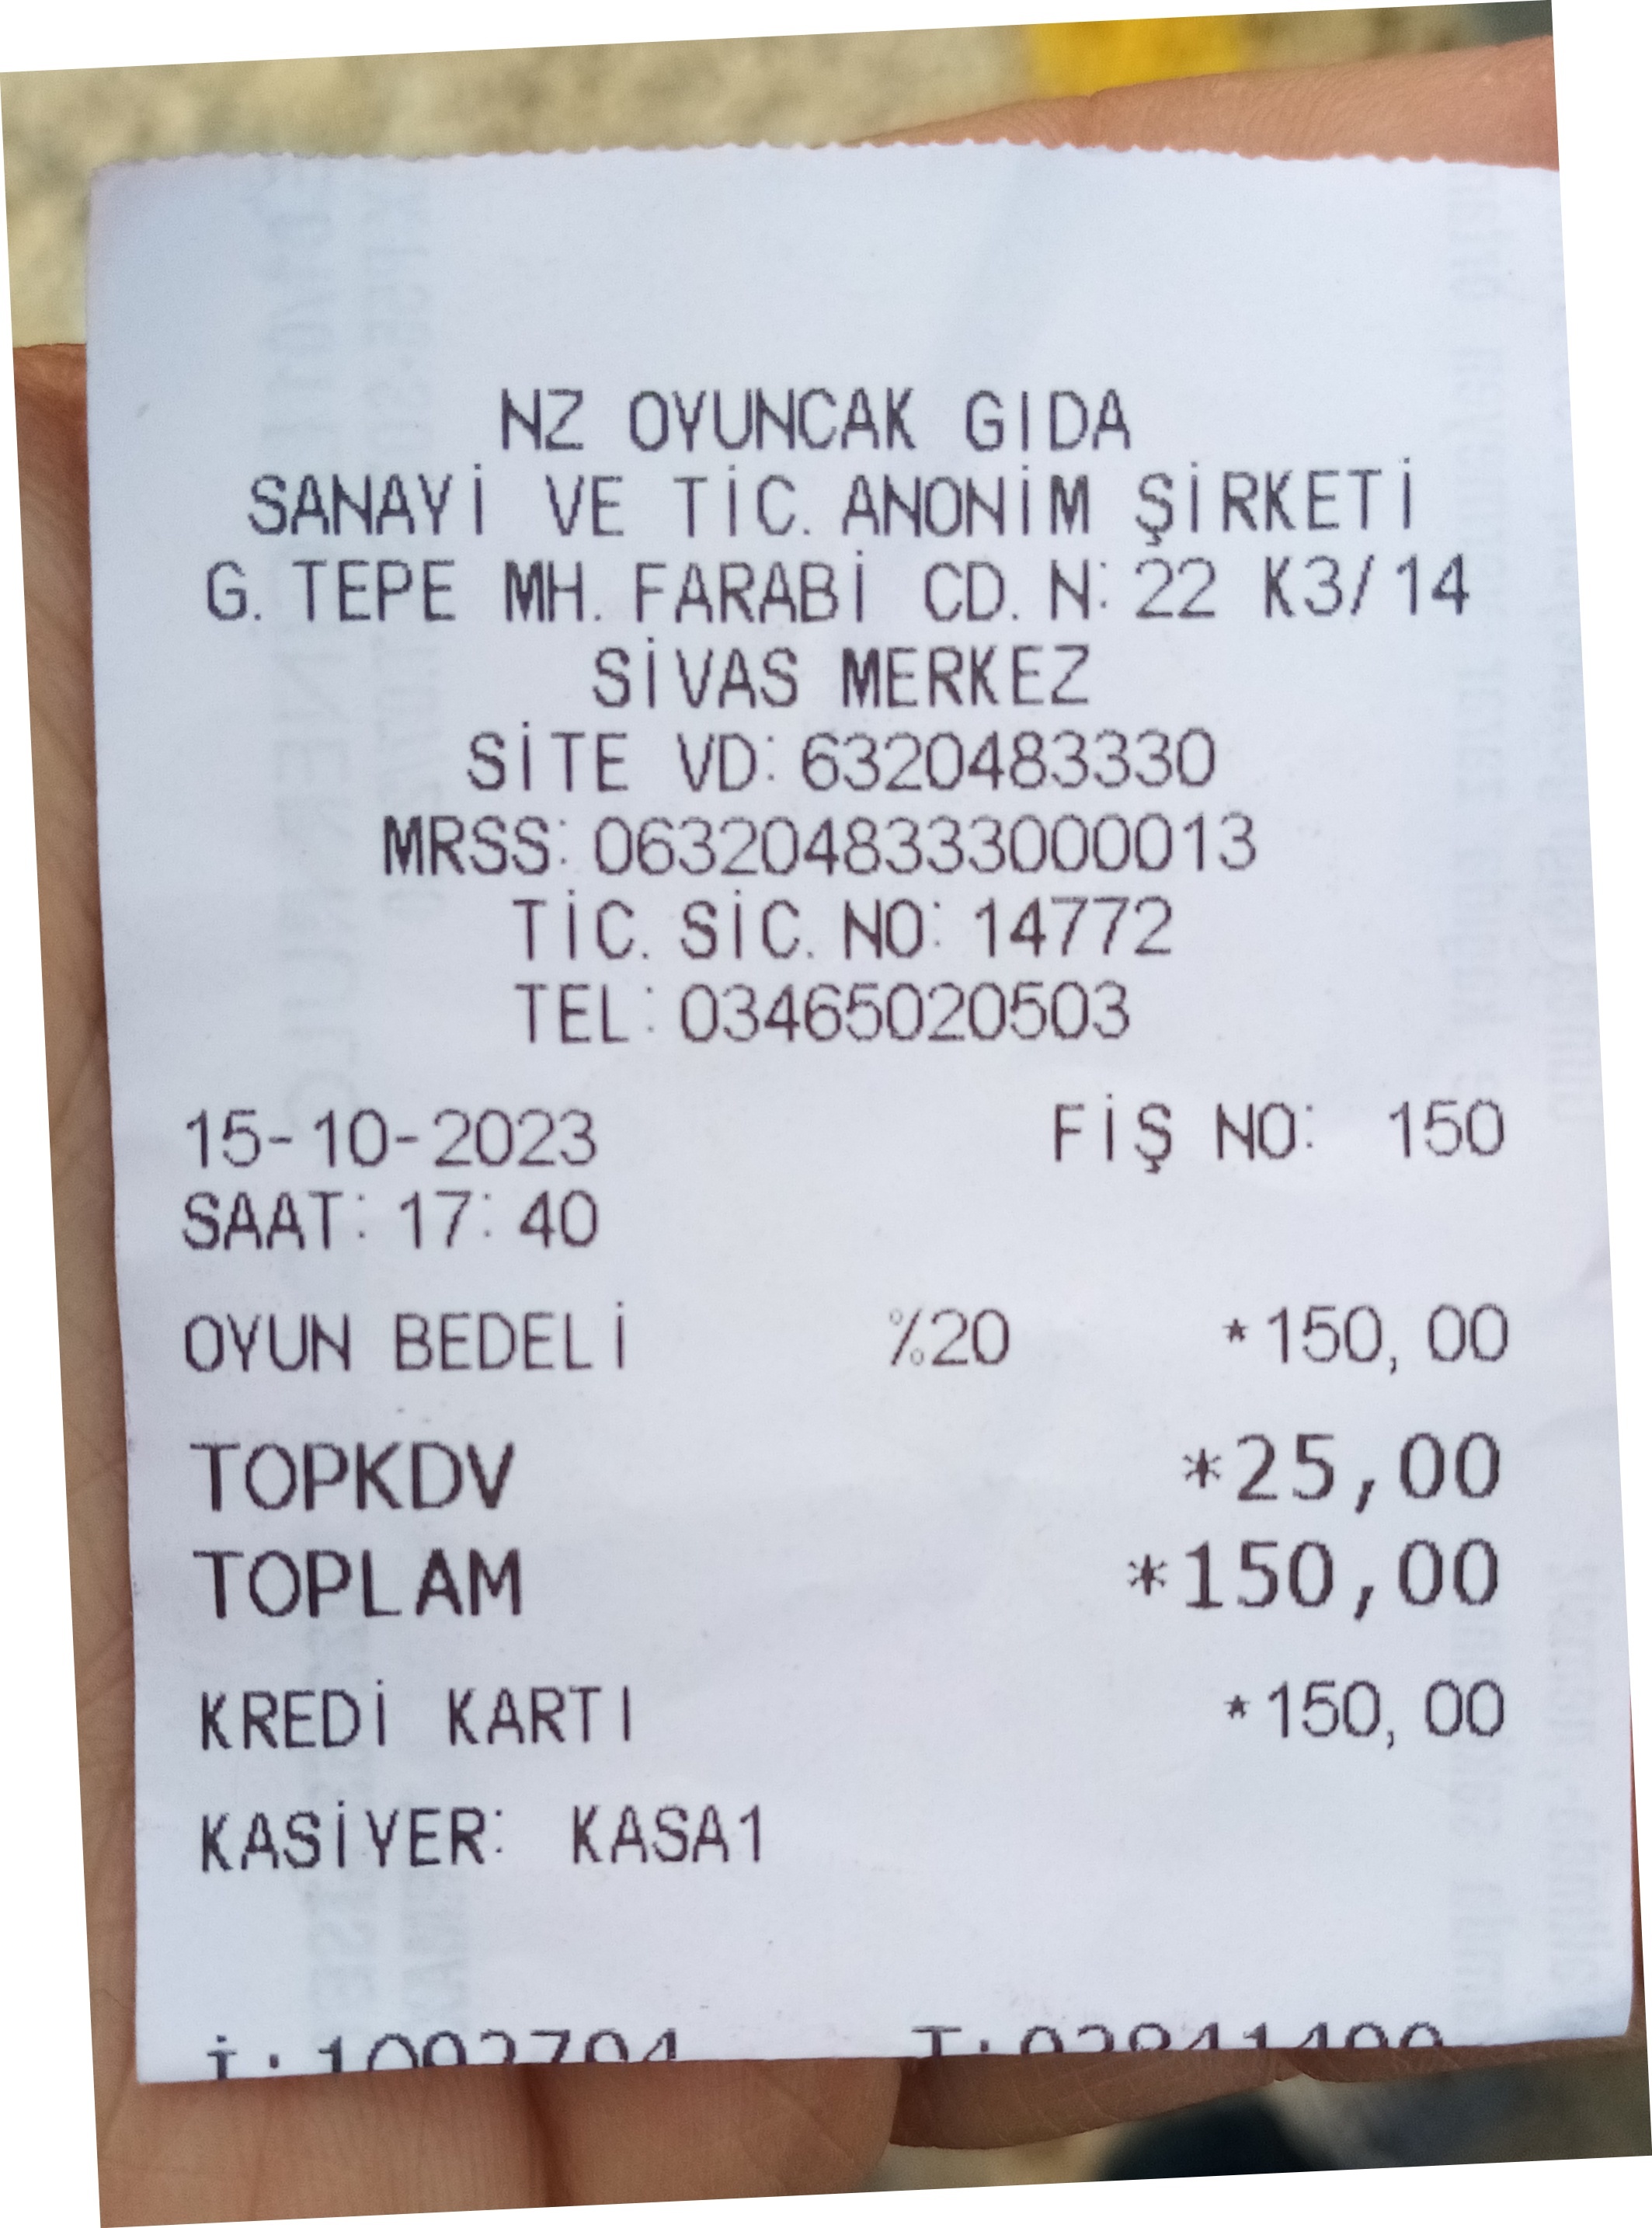 NZ OYUNCAK GIDA
SANAYİ VE TİC. ANONİM ŞİRKETİ
G. TEPE MH. FARABİ CD. N: 22 K3/14
SİVAS MERKEZ
SİTE VD: 6320483330
MRSS: 0632048333000013
TİC. SİC. NO: 14772
TEL: 03465020503
15-10-2023 FİŞ NO: 150
SAAT: 17:40
OYUN BEDELİ %20 *150,00
TOPKDV *25,00
TOPLAM *150,00
KREDİ KARTI *150,00
KASİYER: KASA1